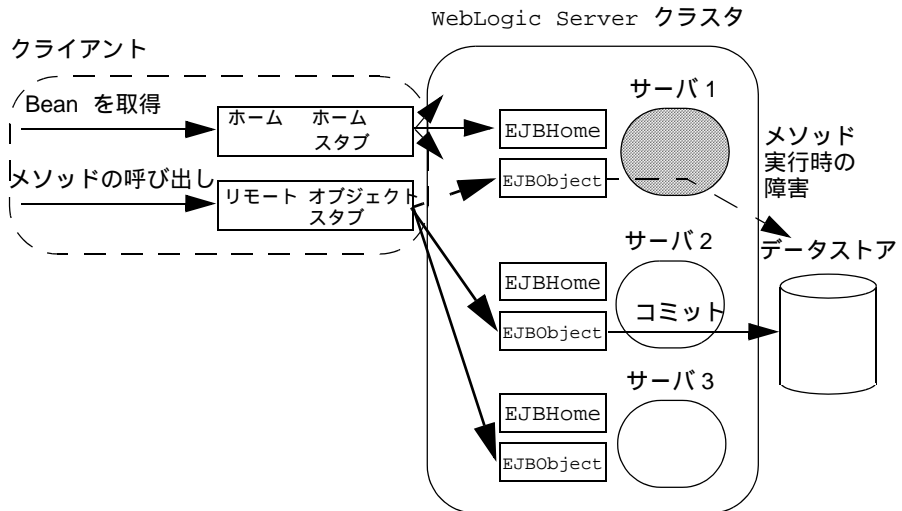 WebLogic Server クラスタ
クライアント
Bean を取得
ホーム ホーム
スタブ
メソッドの呼び出し
リモート オブジェクト
スタブ
サーバ 1
EJBHome
EJBObject
メソッド
実行時の
障害
サーバ 2
EJBHome
EJBObject
コミット
データストア
サーバ 3
EJBHome
EJBObject